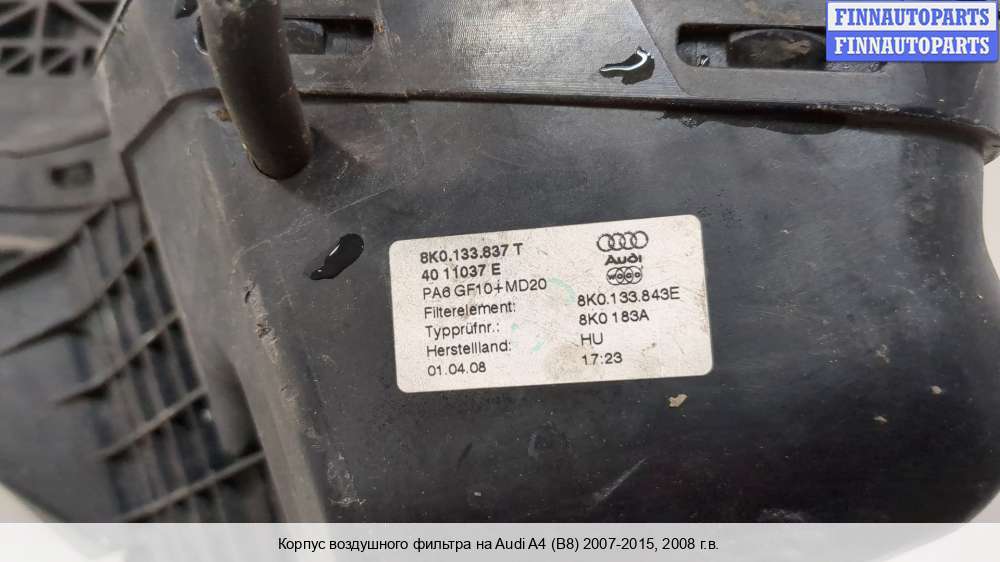 FINNAUTOPARTS
FINNAUTOPARTS
8K0.133.837 T
40 11037 E
PA6 GF10+MD20
Filterelement: 8K0.133.843E
Typprüfnr.: 8K0 183A
Herstellland: HU
01.04.08 17:23
Audi
Корпус воздушного фильтра на Audi A4 (B8) 2007-2015, 2008 г.в.